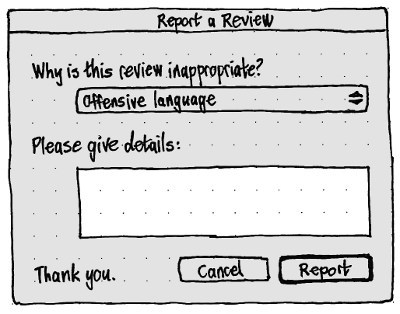 Report a Review
Why is this review inappropriate?
Offensive language
Please give details:
Thank you.
Cancel
Report